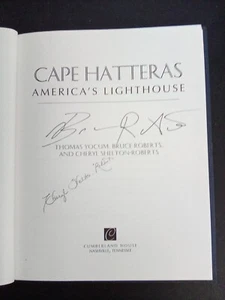 CAPE HATTERAS
AMERICA'S LIGHTHOUSE
THOMAS YOCUM, BRUCE ROBERTS,
AND CHERYL SHELTON-ROBERTS
CUMBERLAND HOUSE
NASHVILLE, TENNESSEE